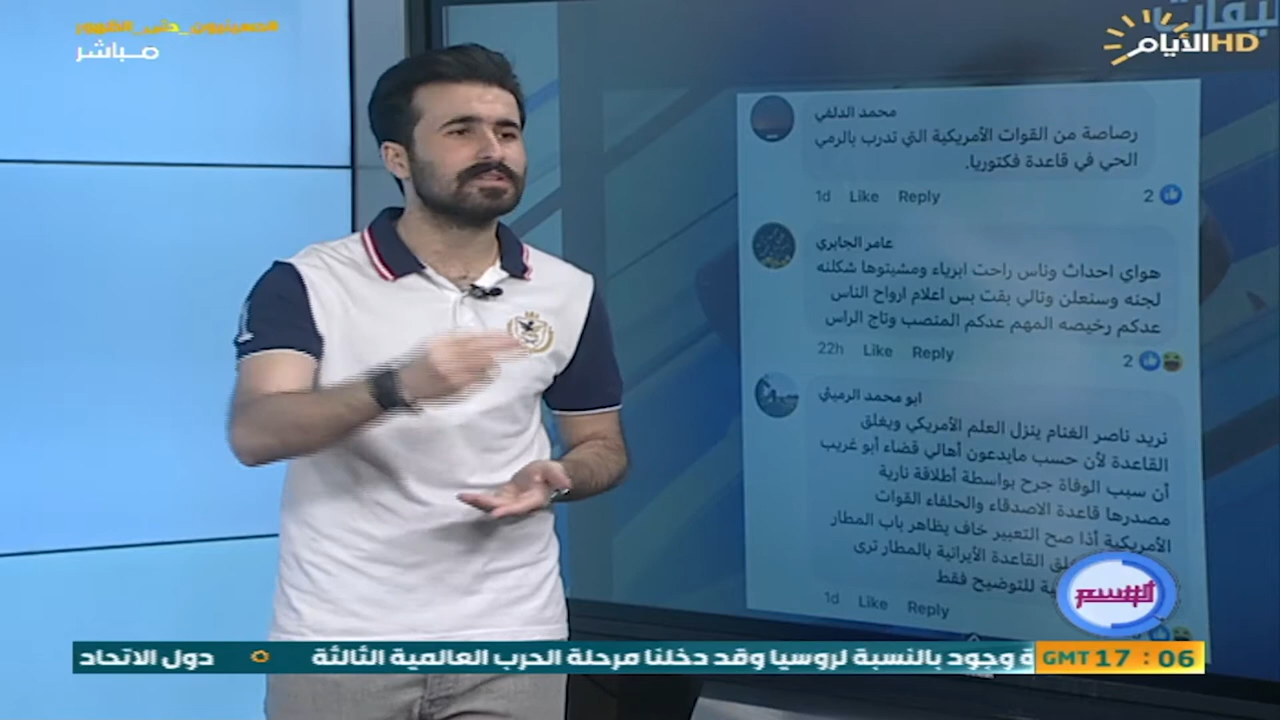 #حسينيون_حتى_الظهور
مباشر
الأيام HD
محمد الدلفي
رصاصة من القوات الأمريكية التي تدرب بالرمي
الحي في قاعدة فكتوريا.
1d Like Reply
2
عامر الجابري
هواي احداث وناس راحت ابرياء ومشيتوها شكلنه
لجنه وسنعلن وتالي بقت بس اعلام ارواح الناس
عدكم رخيصه المهم عدكم المنصب وتاج الراس
22h Like Reply
2
ابو محمد الرميثي
نريد ناصر الغنام ينزل العلم الأمريكي ويغلق
القاعدة لأن حسب مايدعون أهالي قضاء أبو غريب
أن سبب الوفاة جرح بواسطة أطلاقة نارية
مصدرها قاعدة الاصدقاء والحلفاء القوات
الأمريكية أذا صح التعبير خاف يظاهر باب المطار
القاعدة الأيرانية بالمطار ترى
للتوضيح فقط
1d Like Reply
وجود بالنسبة لروسيا وقد دخلنا مرحلة الحرب العالمية الثالثة
دول الاتحاد
GMT 17 : 06